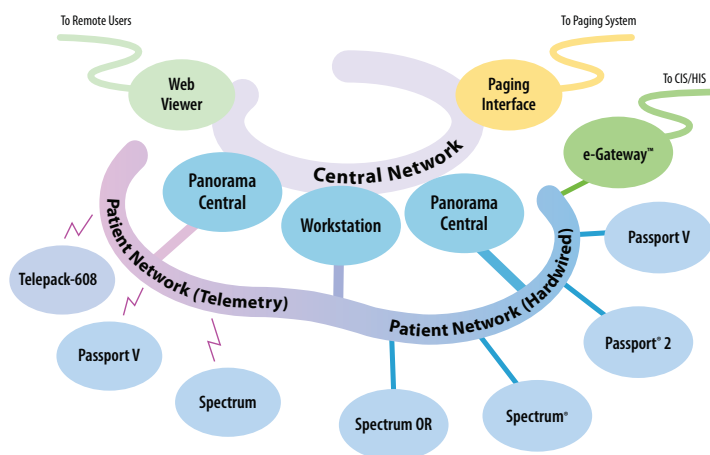 To Remote Users
To Paging System
To CIS/HIS
Web
Viewer
Paging
Interface
e-Gateway™
Central Network
Panorama
Central
Workstation
Panorama
Central
Passport V
Telepack-608
Patient Network (Telemetry)
Patient Network (Hardwired)
Passport V
Passport® 2
Spectrum
Spectrum OR
Spectrum®